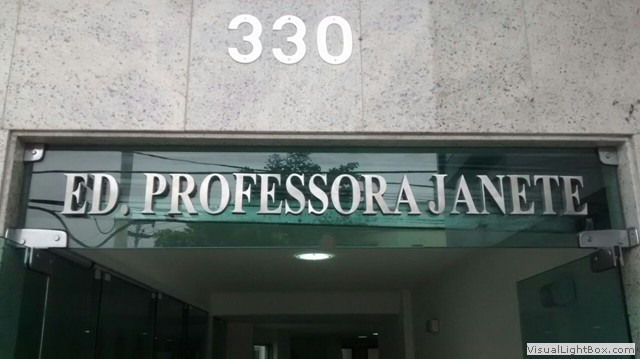 330
ED. PROFESSORA JANETE
VisualLightBox.com